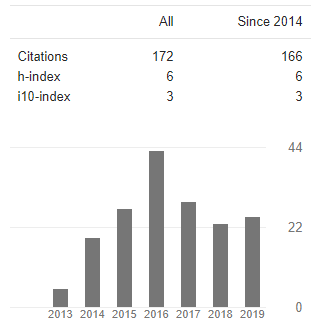 All Since 2014
Citations 172 166
h-index 6 6
i10-index 3 3
44
22
0
2013 2014 2015 2016 2017 2018 2019